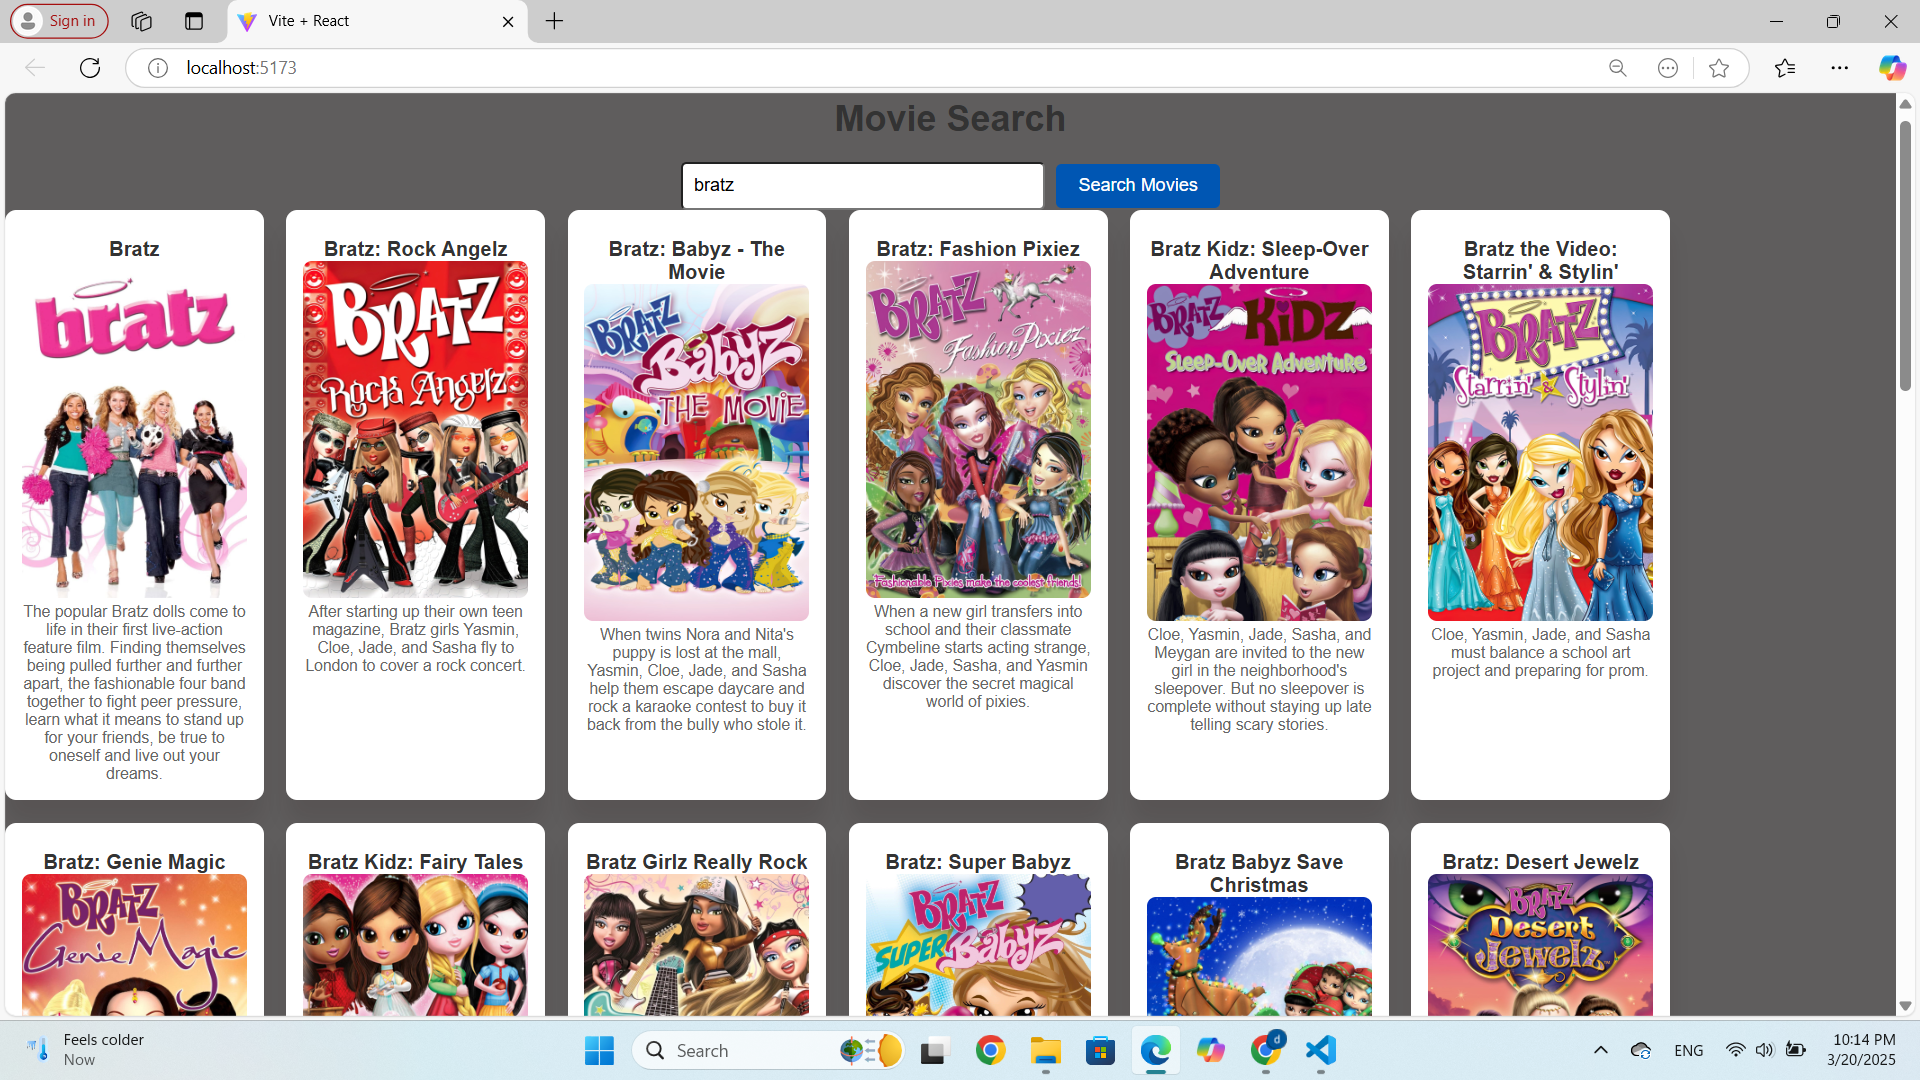 Sign in
Vite + React
localhost:5173
Movie Search
bratz
Search Movies
Bratz
bratz
The popular Bratz dolls come to
life in their first live-action
feature film. Finding themselves
being pulled further and further
apart, the fashionable four band
together to fight peer pressure,
learn what it means to stand up
for your friends, be true to
oneself and live out your
dreams.
Bratz: Rock Angelz
BRATZ
Rock Angelz
After starting up their own teen
magazine, Bratz girls Yasmin,
Cloe, Jade, and Sasha fly to
London to cover a rock concert.
Bratz: Babyz - The
Movie
BRATZ
Babyz
THE MOVIE
When twins Nora and Nita's
puppy is lost at the mall,
Yasmin, Cloe, Jade, and Sasha
help them escape daycare and
rock a karaoke contest to buy it
back from the bully who stole it.
Bratz: Fashion Pixiez
BRATZ
Fashion Pixiez
Fashionable Pixies make the coolest friends!
When a new girl transfers into
school and their classmate
Cymbeline starts acting strange,
Cloe, Jade, Sasha, and Yasmin
discover the secret magical
world of pixies.
Bratz Kidz: Sleep-Over
Adventure
BRATZ KiDZ
Sleep-Over Adventure
Cloe, Yasmin, Jade, Sasha, and
Meygan are invited to the new
girl in the neighborhood's
sleepover. But no sleepover is
complete without staying up late
telling scary stories.
Bratz the Video:
Starrin' & Stylin'
BRATZ
Starrin' & Stylin'
Cloe, Yasmin, Jade, and Sasha
must balance a school art
project and preparing for prom.
Bratz: Genie Magic
BRATZ
Genie Magic
Bratz Kidz: Fairy Tales
Bratz Girlz Really Rock
Bratz: Super Babyz
BRATZ
SUPER Babyz
Bratz Babyz Save
Christmas
Bratz: Desert Jewelz
BRATZ
Desert
Jewelz
Feels colder
Now
Search
d
ENG
10:14 PM
3/20/2025